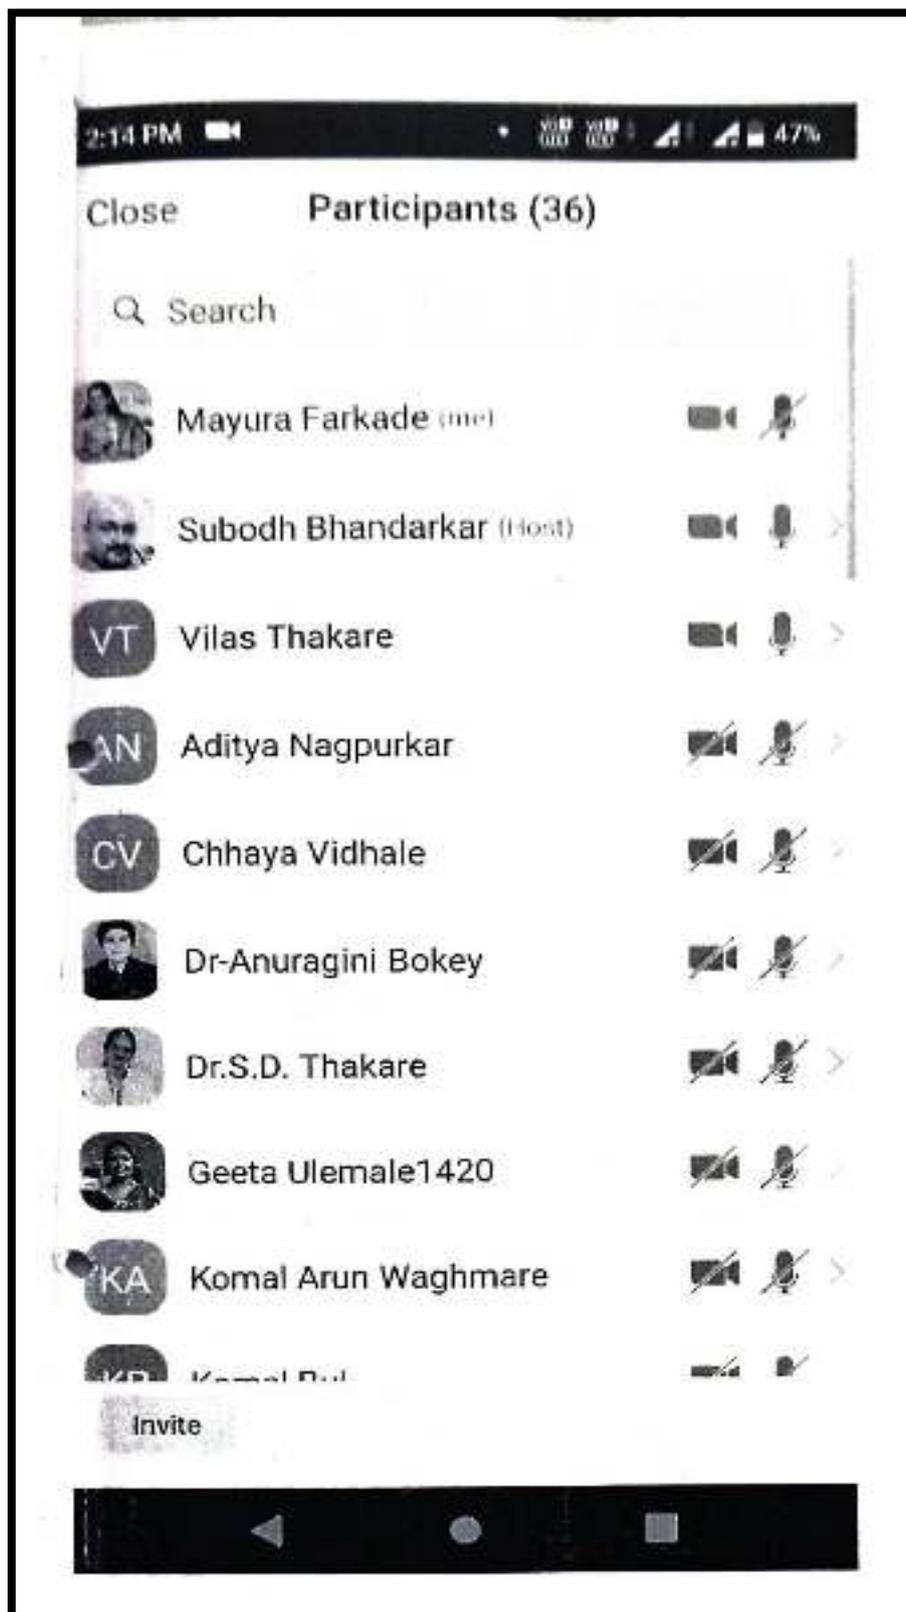 2:14 PM 47%
Close Participants (36)
Search
Mayura Farkade (me)
Subodh Bhandarkar (Host)
VT Vilas Thakare
AN Aditya Nagpurkar
CV Chhaya Vidhale
Dr-Anuragini Bokey
Dr.S.D. Thakare
Geeta Ulemale1420
KA Komal Arun Waghmare
Invite